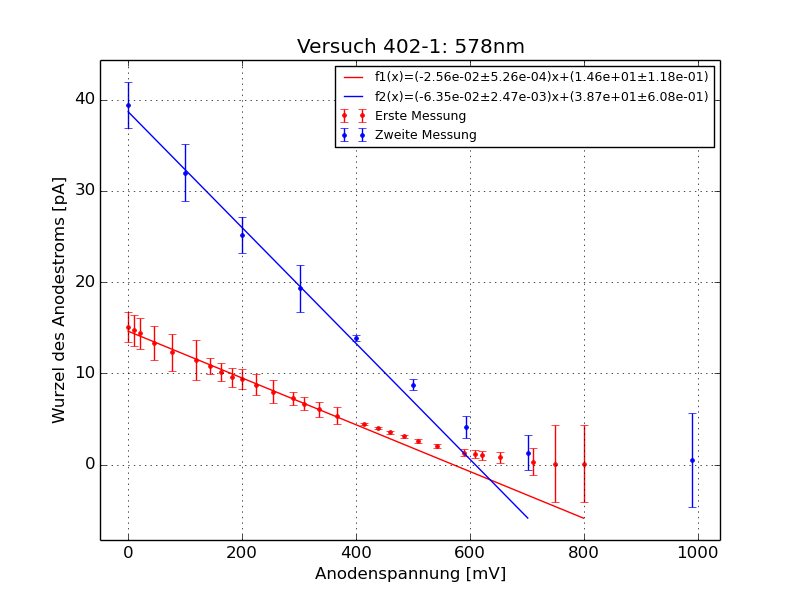 Versuch 402-1: 578nm
f1(x)=(-2.56e-02±5.26e-04)x+(1.46e+01±1.18e-01)
f2(x)=(-6.35e-02±2.47e-03)x+(3.87e+01±6.08e-01)
Erste Messung
Zweite Messung
Wurzel des Anodestroms [pA]
40
30
20
10
0
0 200 400 600 800 1000
Anodenspannung [mV]